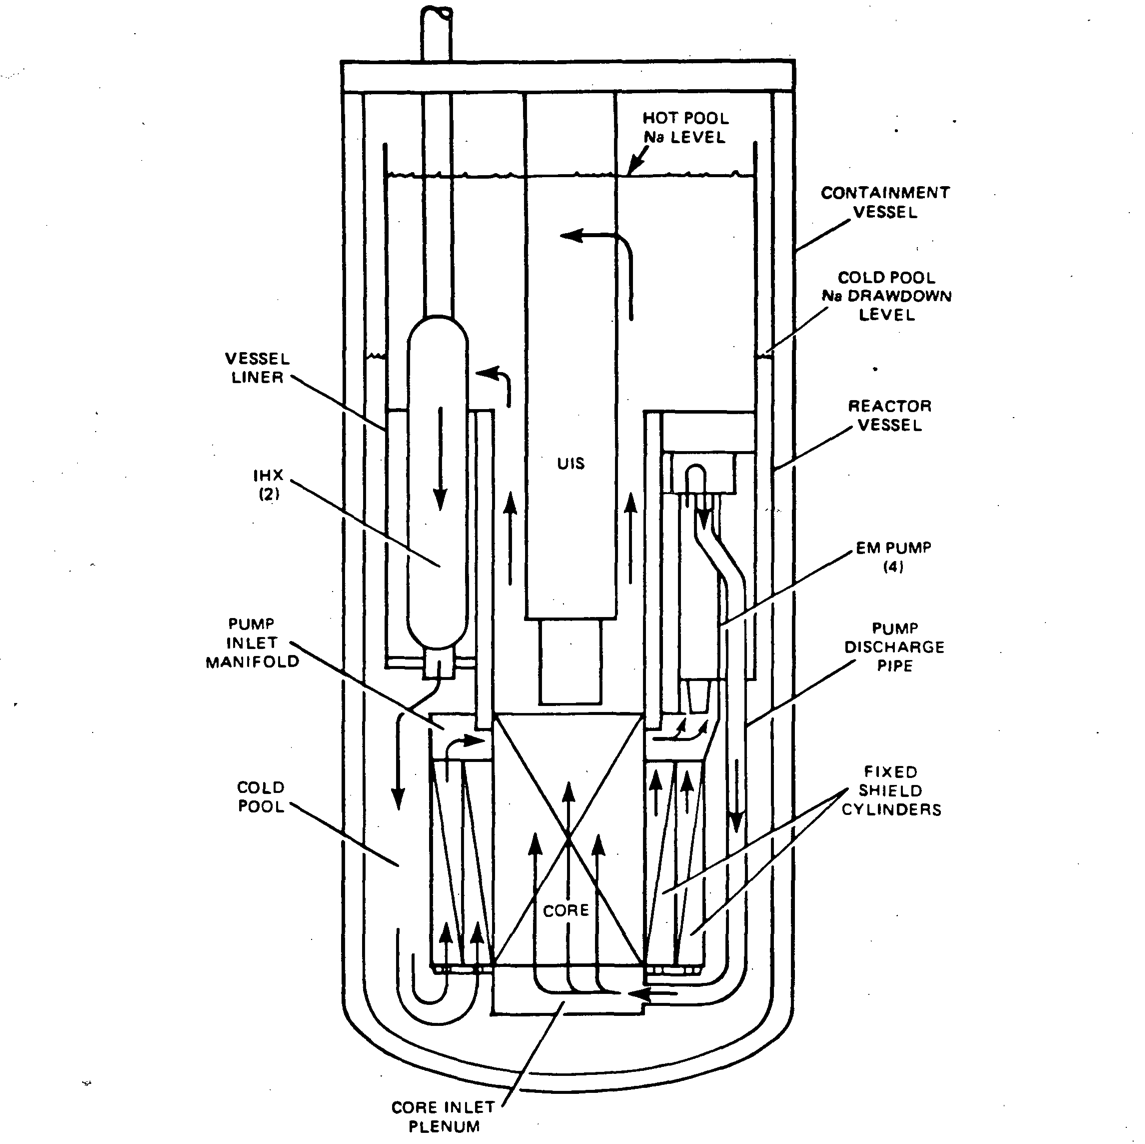 HOT POOL
Na LEVEL
CONTAINMENT
VESSEL
COLD POOL
Na DRAWDOWN
LEVEL
VESSEL
LINER
REACTOR
VESSEL
UIS
IHX
(2)
EM PUMP
(4)
PUMP
INLET
MANIFOLD
PUMP
DISCHARGE
PIPE
COLD
POOL
FIXED
SHIELD
CYLINDERS
CORE
CORE INLET
PLENUM